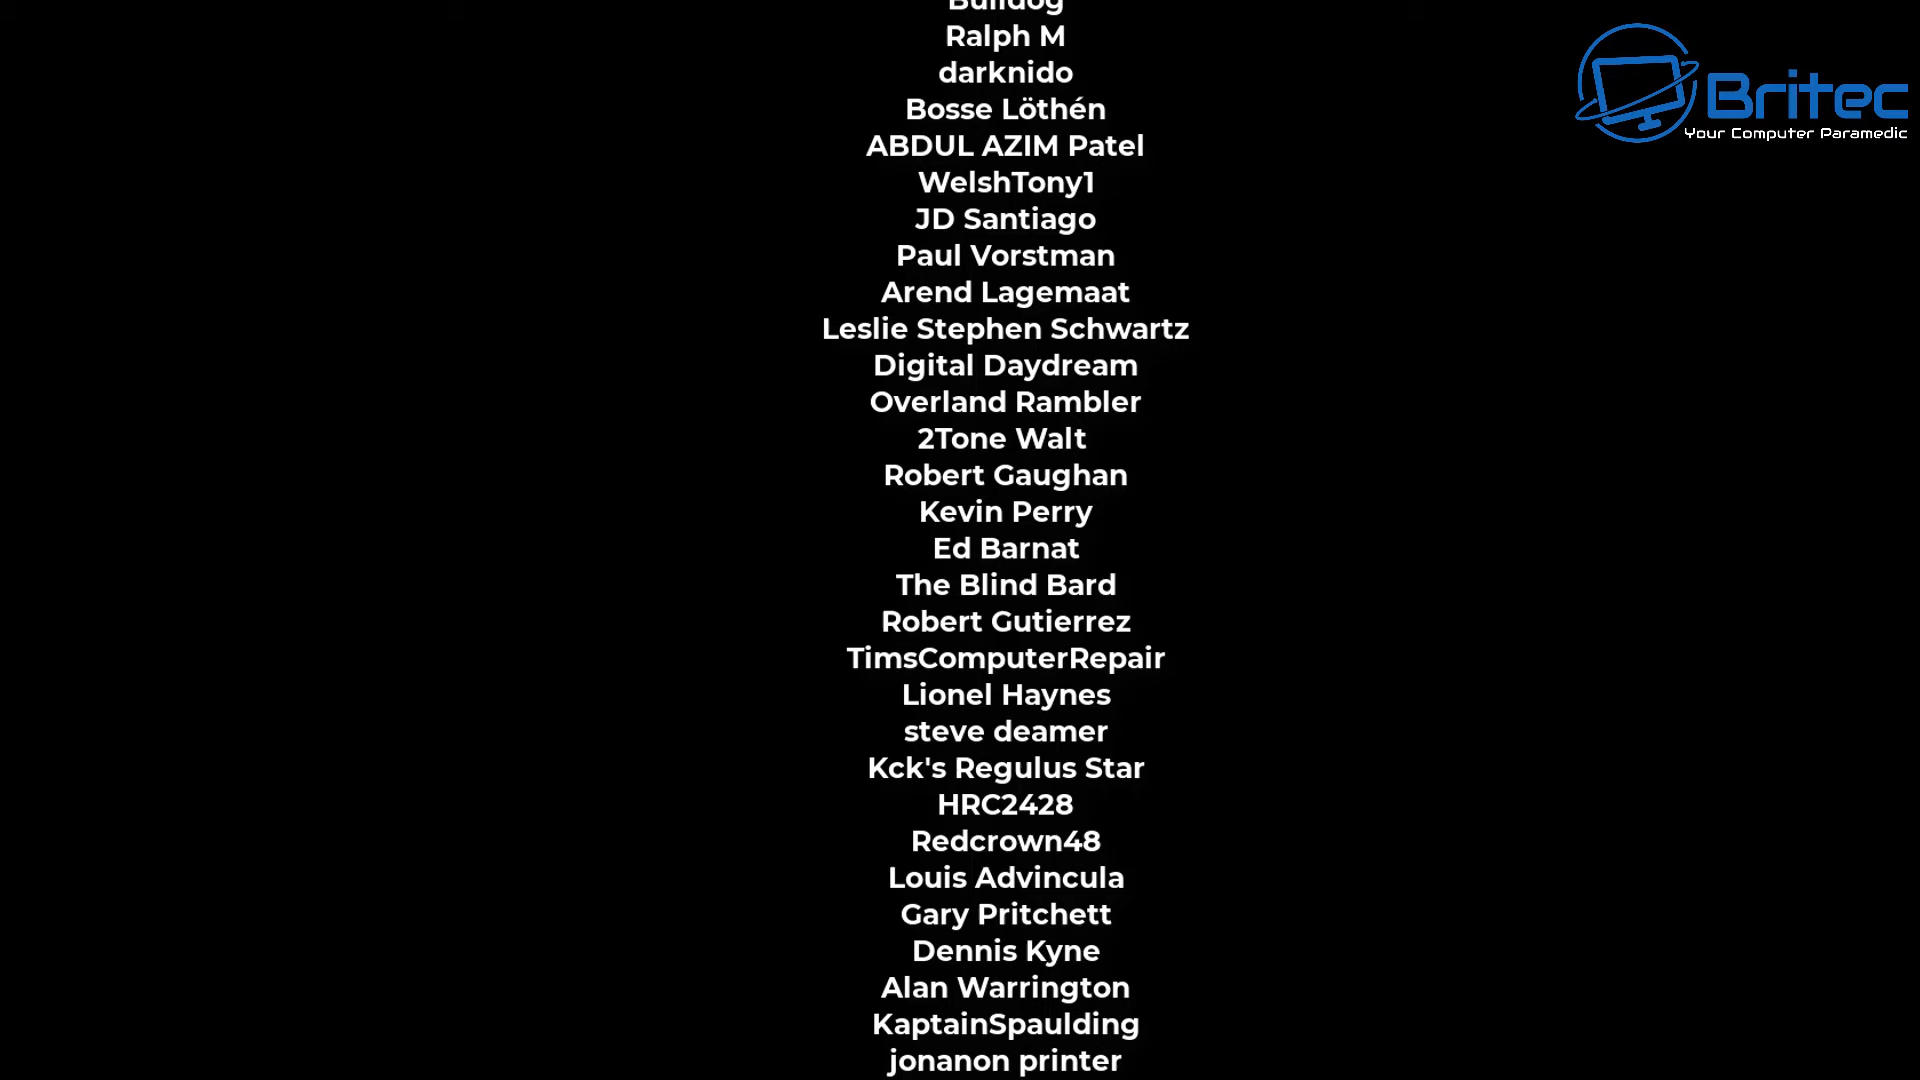 Bulldog
Ralph M
darknido
Bosse Löthén
ABDUL AZIM Patel
WelshTony1
JD Santiago
Paul Vorstman
Arend Lagemaat
Leslie Stephen Schwartz
Digital Daydream
Overland Rambler
2Tone Walt
Robert Gaughan
Kevin Perry
Ed Barnat
The Blind Bard
Robert Gutierrez
TimsComputerRepair
Lionel Haynes
steve deamer
Kck's Regulus Star
HRC2428
Redcrown48
Louis Advincula
Gary Pritchett
Dennis Kyne
Alan Warrington
KaptainSpaulding
jonanon printer
Britec
Your Computer Paramedic